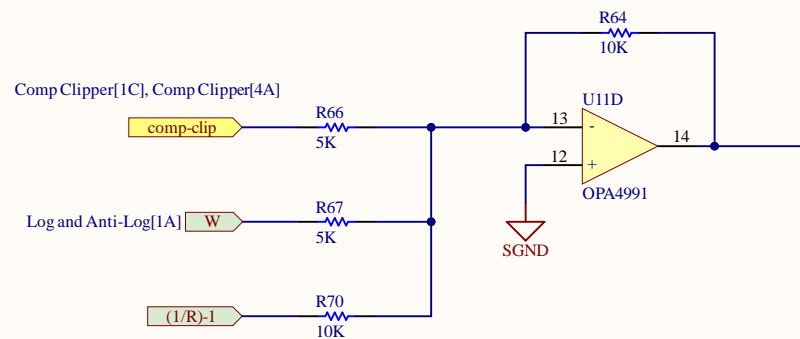 R64
10K
Comp Clipper[1C], Comp Clipper[4A]
U11D
R66
comp-clip
5K
13
-
14
12
+
OPA4991
R67
Log and Anti-Log[1A]
W
5K
SGND
R70
(1/R)-1
10K